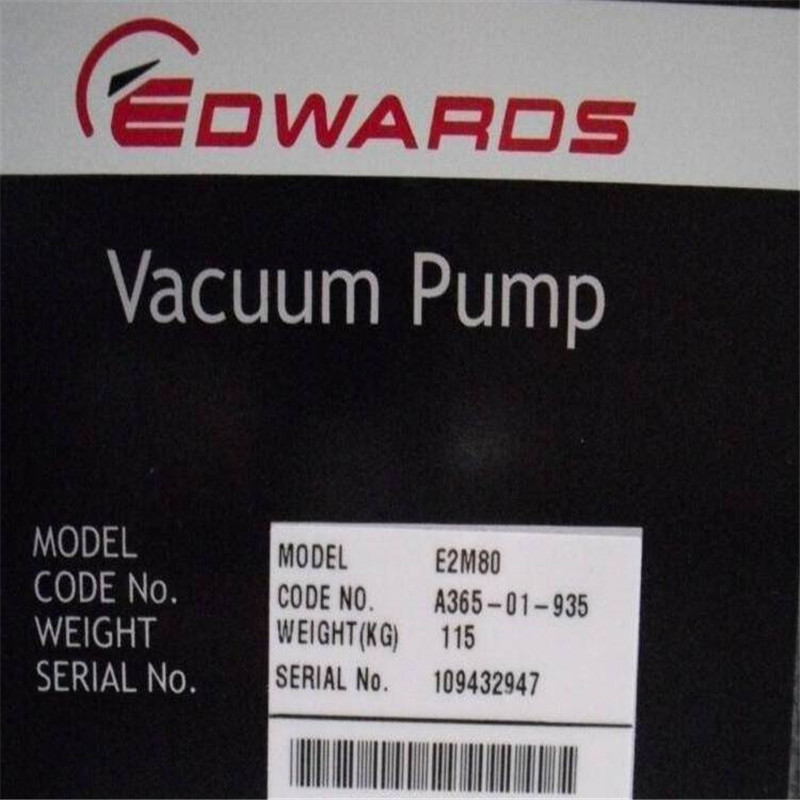 EDWARDS
Vacuum Pump
MODEL
CODE No.
WEIGHT
SERIAL No.
MODEL E2M80
CODE NO. A365-01-935
WEIGHT(KG) 115
SERIAL No. 109432947